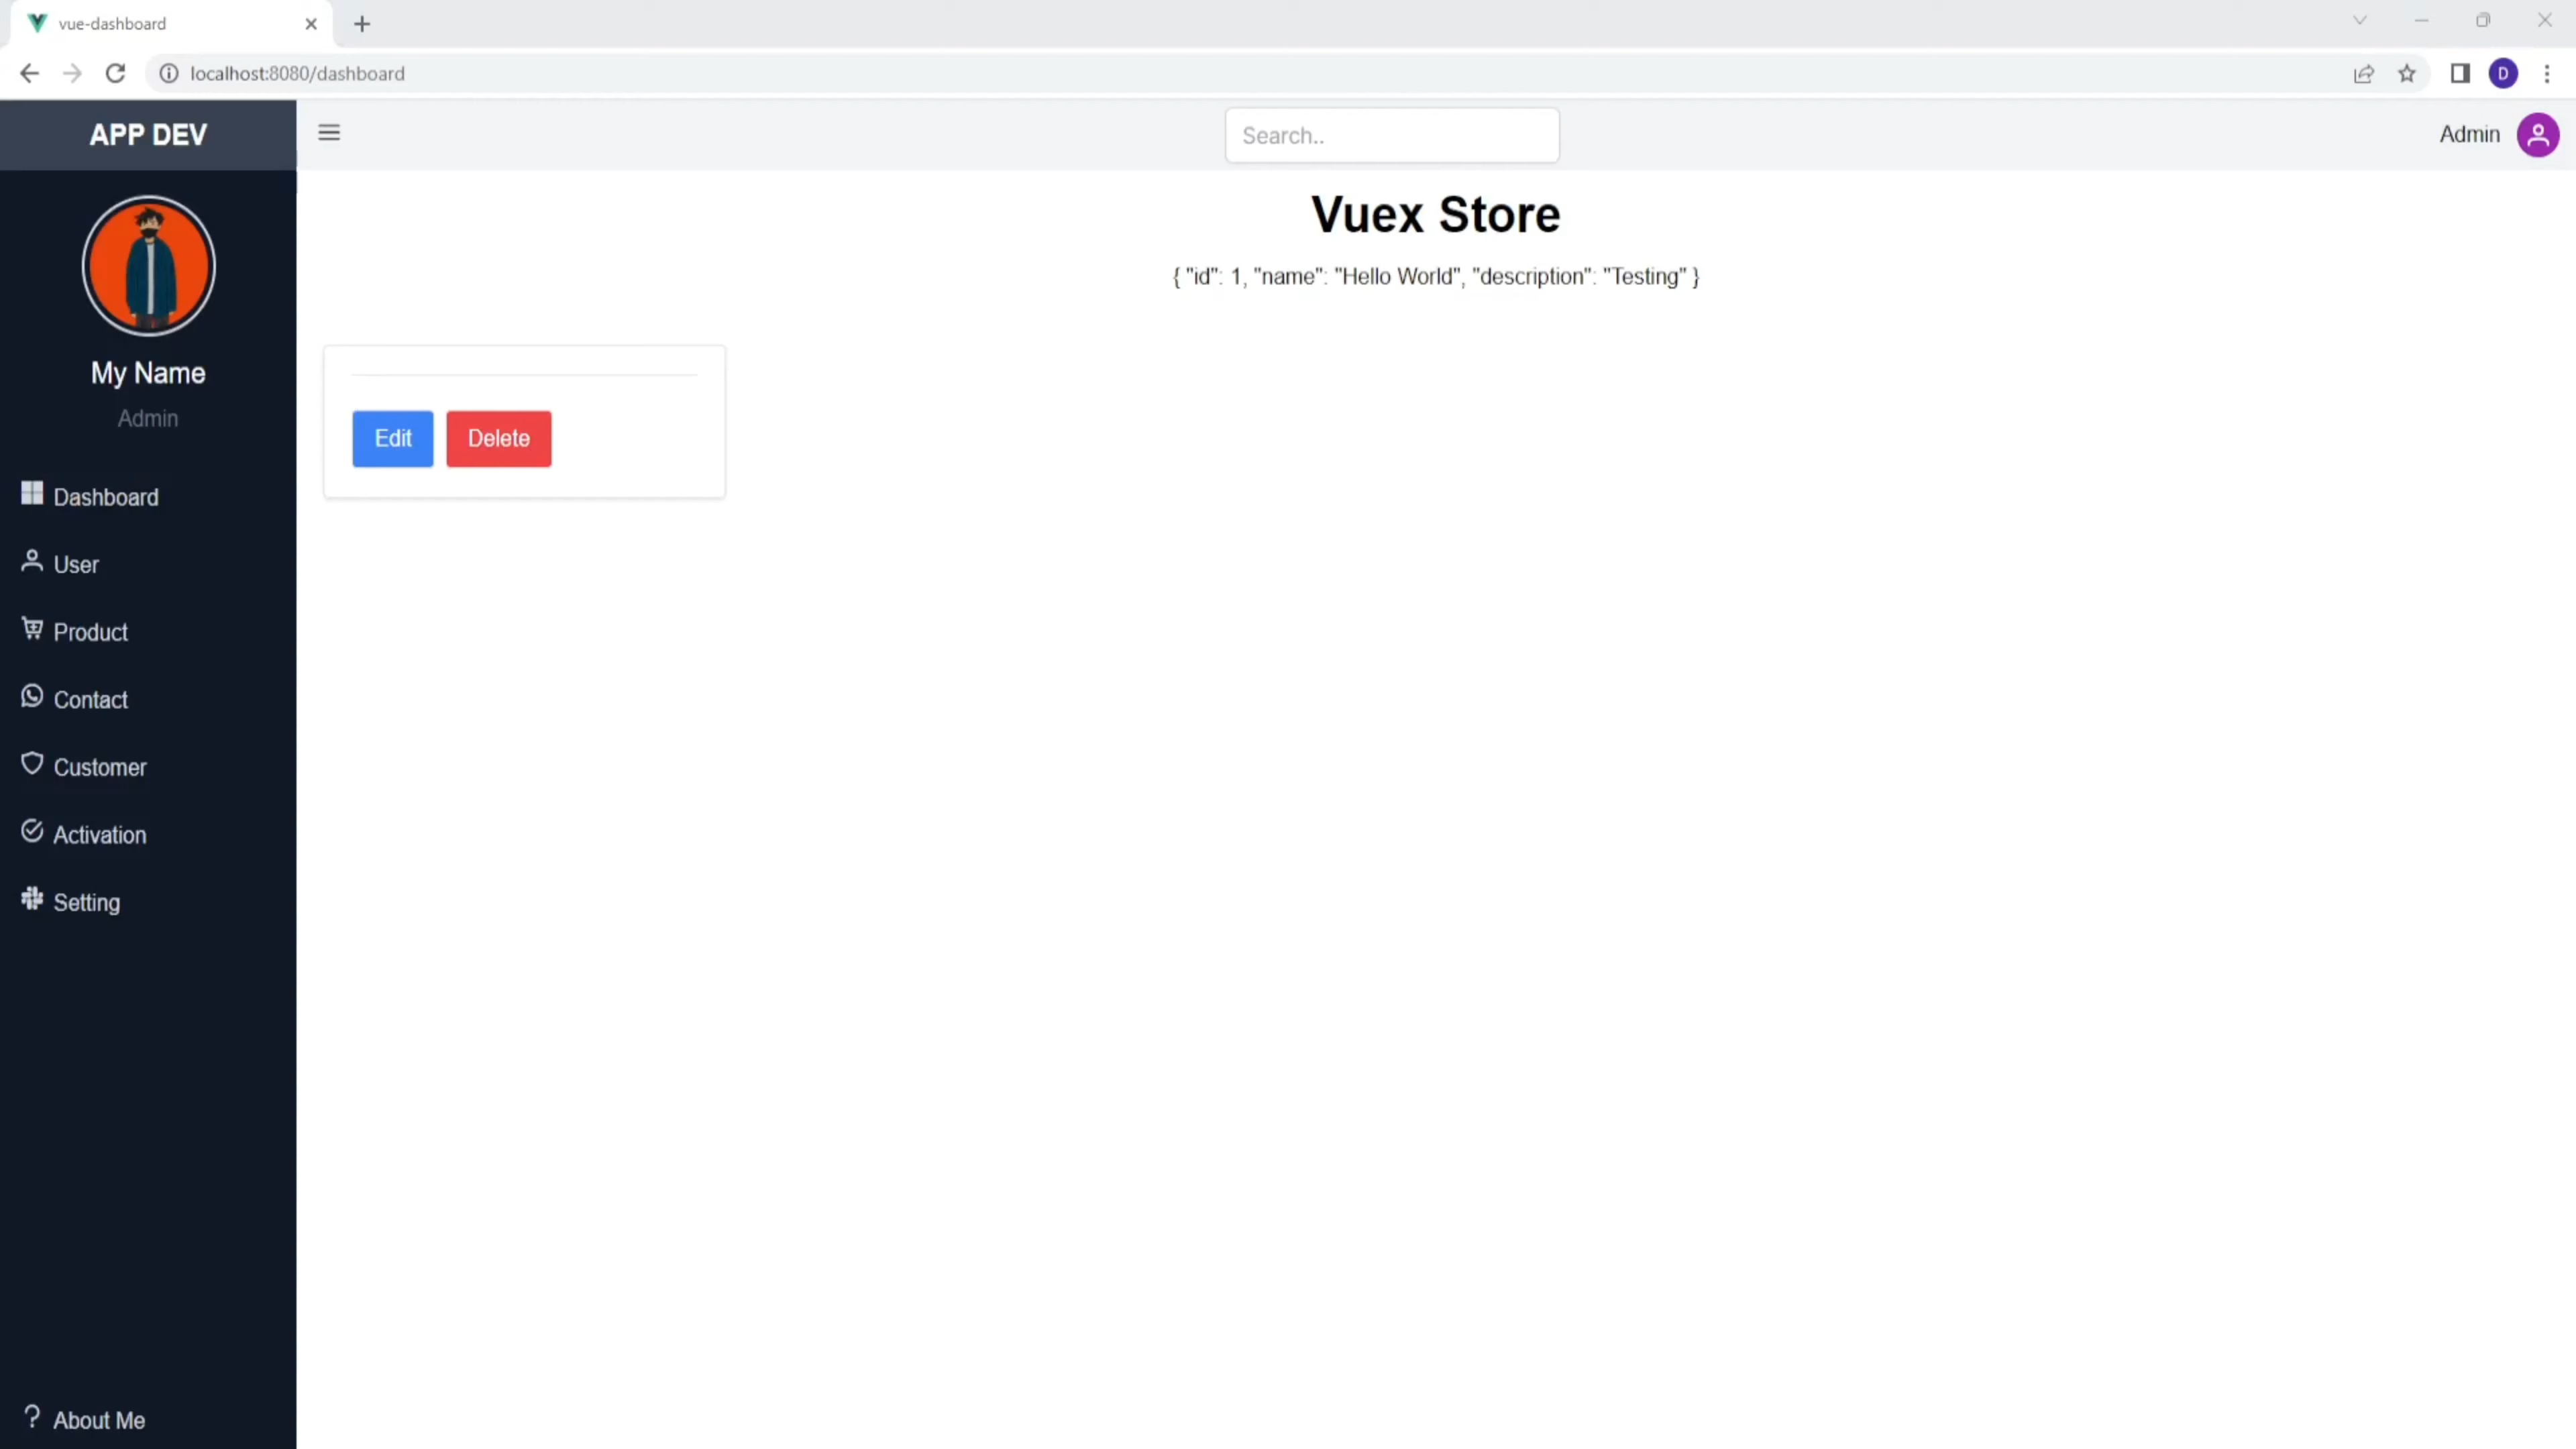 vue-dashboard
localhost:8080/dashboard
D
APP DEV
Search..
Admin
Vuex Store
{ "id": 1, "name": "Hello World", "description": "Testing" }
My Name
Admin
Edit
Delete
Dashboard
User
Product
Contact
Customer
Activation
Setting
? About Me